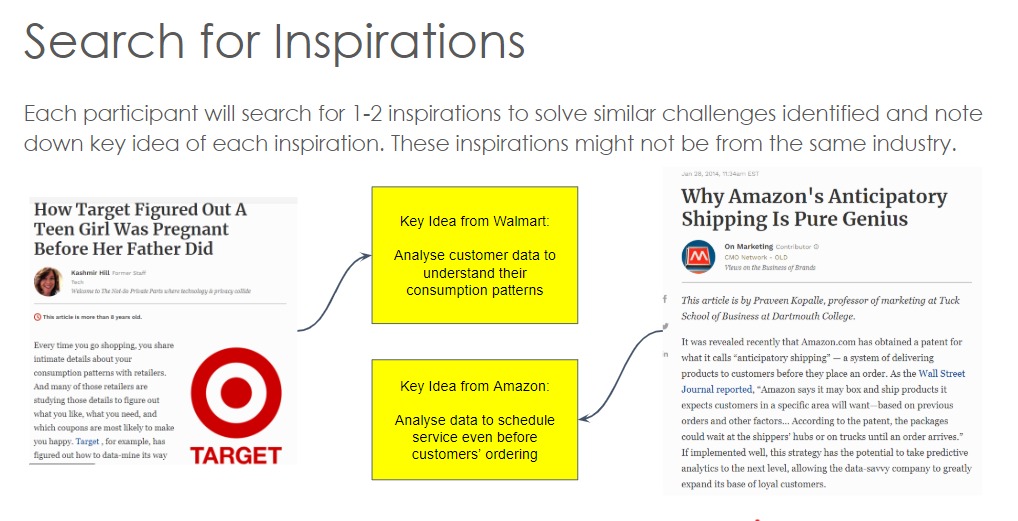 Search for Inspirations
Each participant will search for 1-2 inspirations to solve similar challenges identified and note
down key idea of each inspiration. These inspirations might not be from the same industry.
How Target Figured Out A
Teen Girl Was Pregnant
Before Her Father Did
Kashmir Hill Former Staff
Tech
Welcome to The Not-So Private Parts where technology & privacy collide
This article is more than 8 years old.
Every time you go shopping, you share
intimate details about your
consumption patterns with retailers.
And many of those retailers are
studying those details to figure out
what you like, what you need, and
which coupons are most likely to make
you happy. Target , for example, has
figured out how to data-mine its way
TARGET
Key Idea from Walmart:
Analyse customer data to
understand their
consumption patterns
Key Idea from Amazon:
Analyse data to schedule
service even before
customers' ordering
Jan 28, 2014, 11:34am EST
Why Amazon's Anticipatory
Shipping Is Pure Genius
On Marketing Contributor
CMO Network - OLD
Views on the Business of Brands
This article is by Praveen Kopalle, professor of marketing at Tuck
School of Business at Dartmouth College.
It was revealed recently that Amazon.com has obtained a patent for
what it calls “anticipatory shipping” — a system of delivering
products to customers before they place an order. As the Wall Street
Journal reported, “Amazon says it may box and ship products it
expects customers in a specific area will want—based on previous
orders and other factors... According to the patent, the packages
could wait at the shippers’ hubs or on trucks until an order arrives.”
If implemented well, this strategy has the potential to take predictive
analytics to the next level, allowing the data-savvy company to greatly
expand its base of loyal customers.